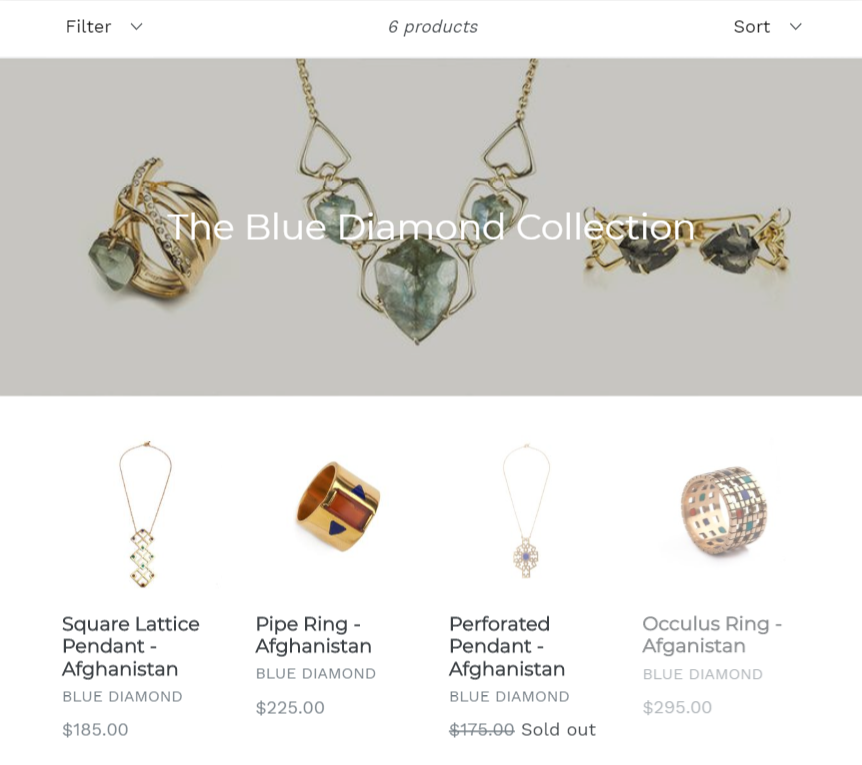 Filter
6 products
Sort
The Blue Diamond Collection
Square Lattice
Pendant -
Afghanistan
BLUE DIAMOND
$185.00
Pipe Ring -
Afghanistan
BLUE DIAMOND
$225.00
Perforated
Pendant -
Afghanistan
BLUE DIAMOND
$175.00 Sold out
Occulus Ring -
Afganistan
BLUE DIAMOND
$295.00